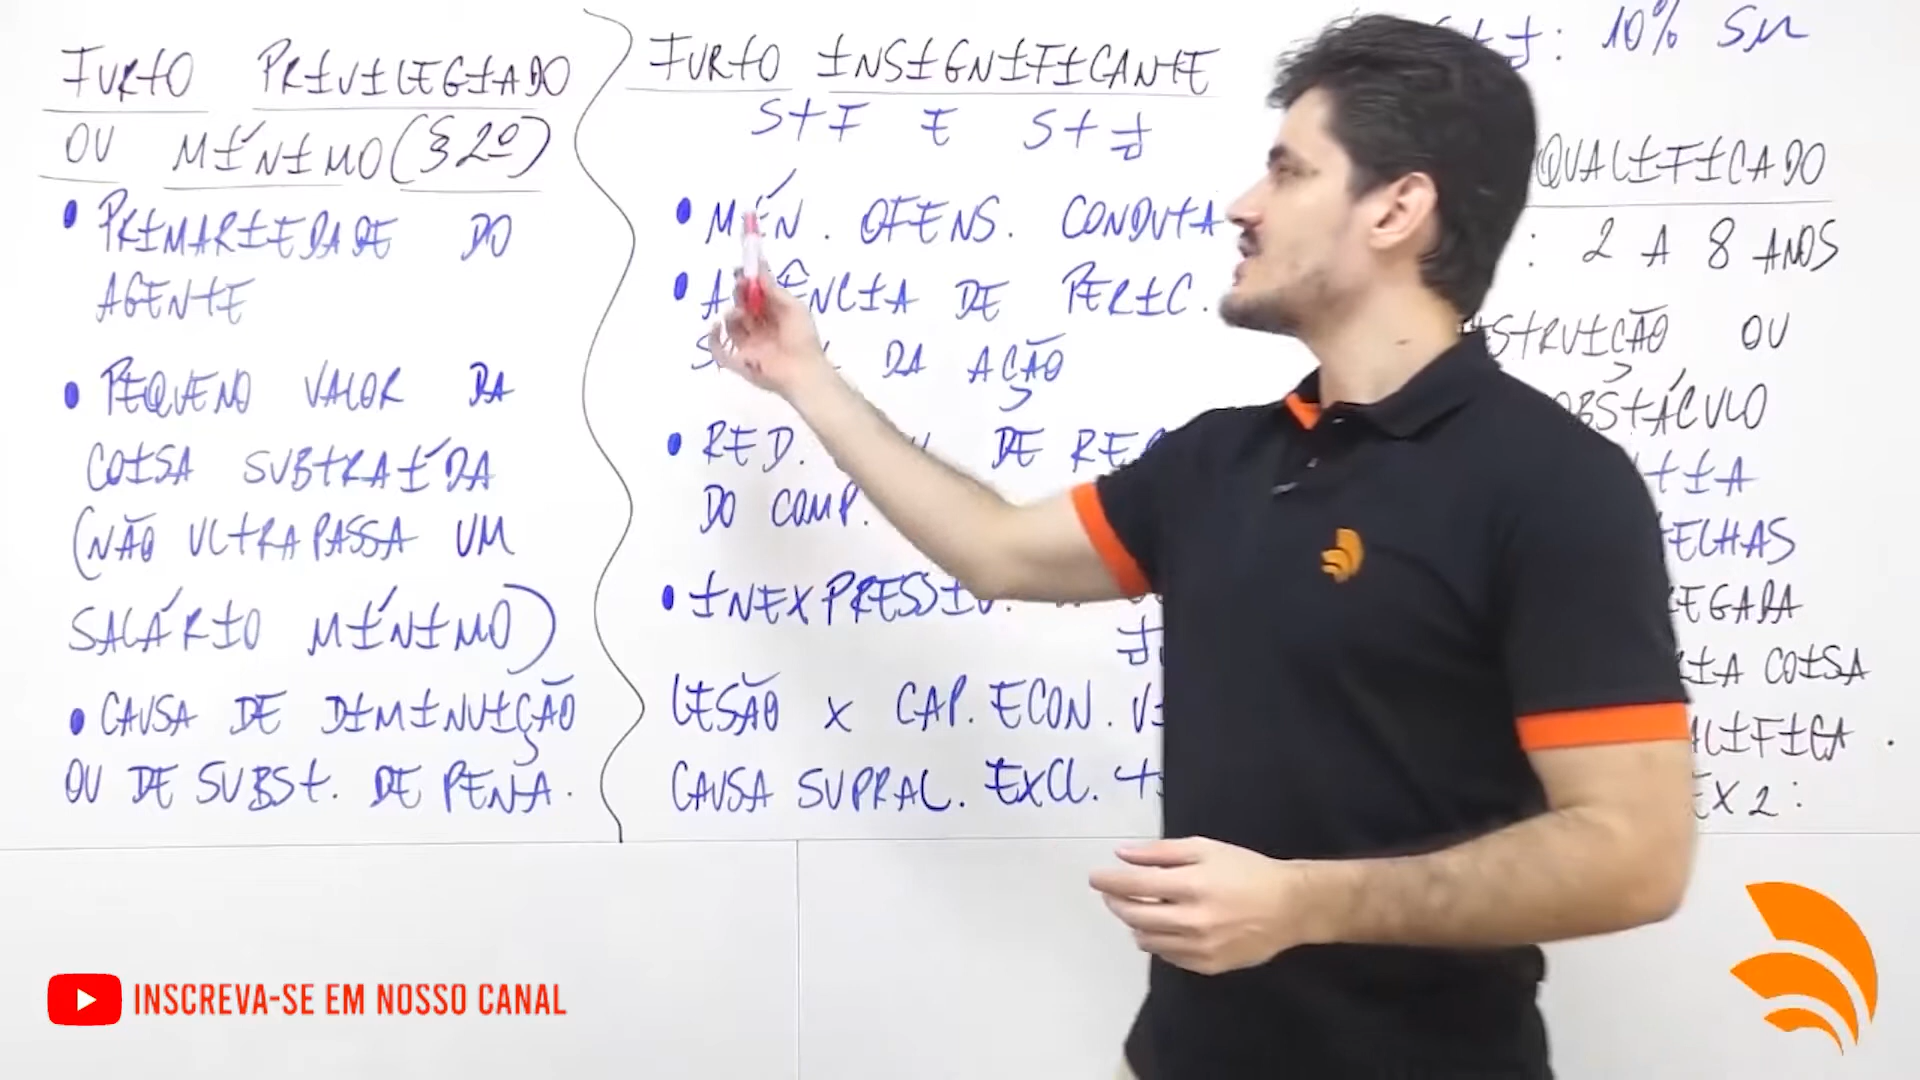 FURTO PRIVILEGIADO
OU MÍNIMO (§2º)
• PRIMARIEDADE DO
AGENTE
• PEQUENO VALOR DA
COISA SUBTRAÍDA
(NÃO ULTRAPASSA UM
SALÁRIO MÍNIMO)
• CAUSA DE DIMINUIÇÃO
OU DE SUBST. DE PENA.
FURTO INSIGNIFICANTE
STF E STJ
• MÍN. OFENS. CONDUTA
• DE PERIC.
DA AÇÃO
• RED. DE
DO COMP.
• INEXPRESSIV.
LESÃO X CAP. ECON.
CAUSA SUPRAL. EXCL.
: 10% SM
QUALIFICADO
: 2 A 8 ANOS
OU
OBSTÁCULO
COISA
EX 2:
INSCREVA-SE EM NOSSO CANAL